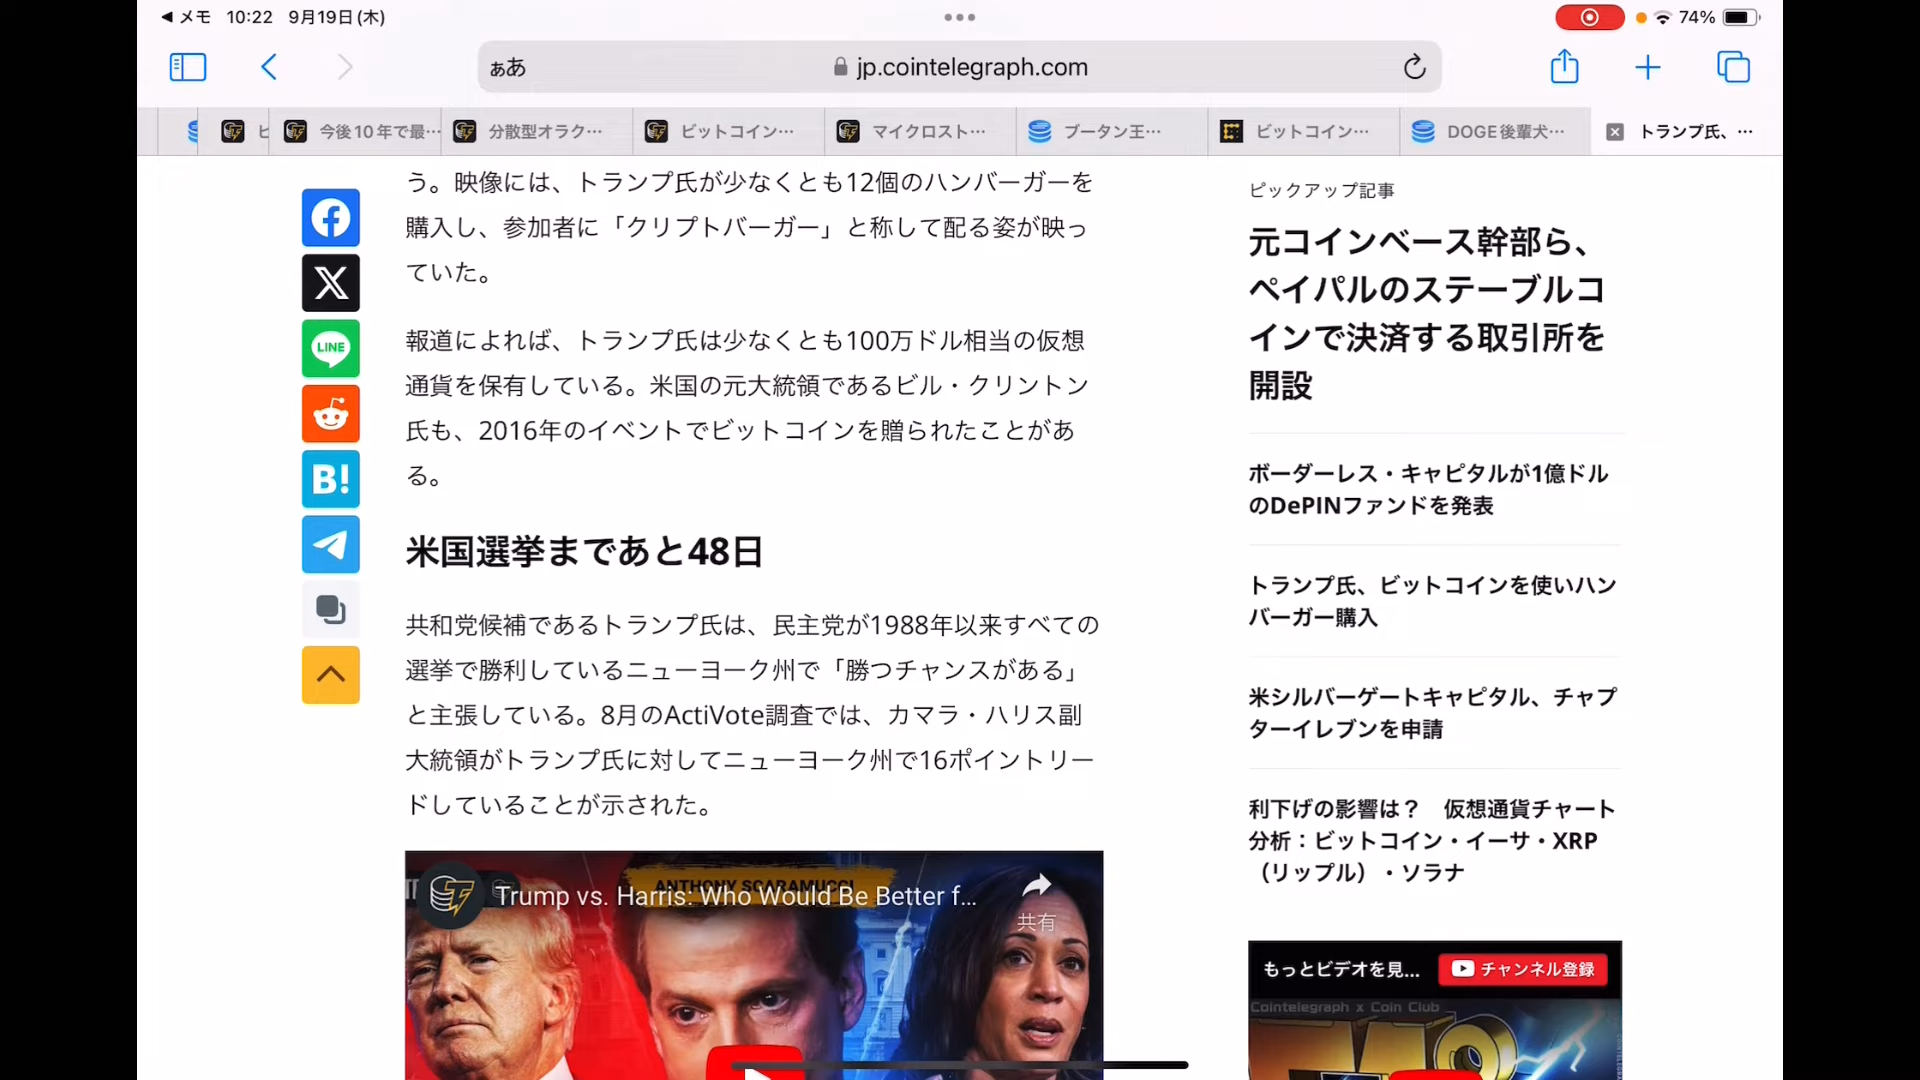 メモ 10:22 9月19日(木)
74%
ぁあ
jp.cointelegraph.com
ヒ
今後10年で最…
分散型オラク…
ビットコイン…
マイクロスト…
ブータン王…
ビットコイン…
DOGE後輩犬…
トランプ氏、…
う。映像には、トランプ氏が少なくとも12個のハンバーガーを
購入し、参加者に「クリプトバーガー」と称して配る姿が映っ
ていた。
報道によれば、トランプ氏は少なくとも100万ドル相当の仮想
通貨を保有している。米国の元大統領であるビル・クリントン
氏も、2016年のイベントでビットコインを贈られたことがあ
る。
米国選挙まであと48日
共和党候補であるトランプ氏は、民主党が1988年以来すべての
選挙で勝利しているニューヨーク州で「勝つチャンスがある」
と主張している。8月のActiVote調査では、カマラ・ハリス副
大統領がトランプ氏に対してニューヨーク州で16ポイントリー
ドしていることが示された。
ANTHONY SCARAMUCCI
Trump vs. Harris: Who Would Be Better f...
共有
LINE
B!
ピックアップ記事
元コインベース幹部ら、
ペイパルのステーブルコ
インで決済する取引所を
開設
ボーダーレス・キャピタルが1億ドル
のDePINファンドを発表
トランプ氏、ビットコインを使いハン
バーガー購入
米シルバーゲートキャピタル、チャプ
ターイレブンを申請
利下げの影響は？　仮想通貨チャート
分析：ビットコイン・イーサ・XRP
（リップル）・ソラナ
もっとビデオを見...
チャンネル登録
Cointelegraph x Coin Club